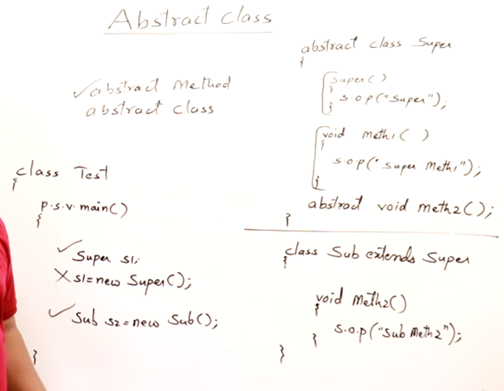 Abstract Class
✓abstract Method
abstract class
class Test
{
p.s.v.main()
{
✓Super s1;
X s1=new Super();
✓Sub s2=new Sub();
}
abstract class Super
{
Super()
{
s.o.p("Super");
}
void Meth1( )
{
s.o.p("Super Meth1");
}
abstract void meth2();
}
class Sub extends Super
{
void Meth2()
{
s.o.p("Sub Meth2");
}
}